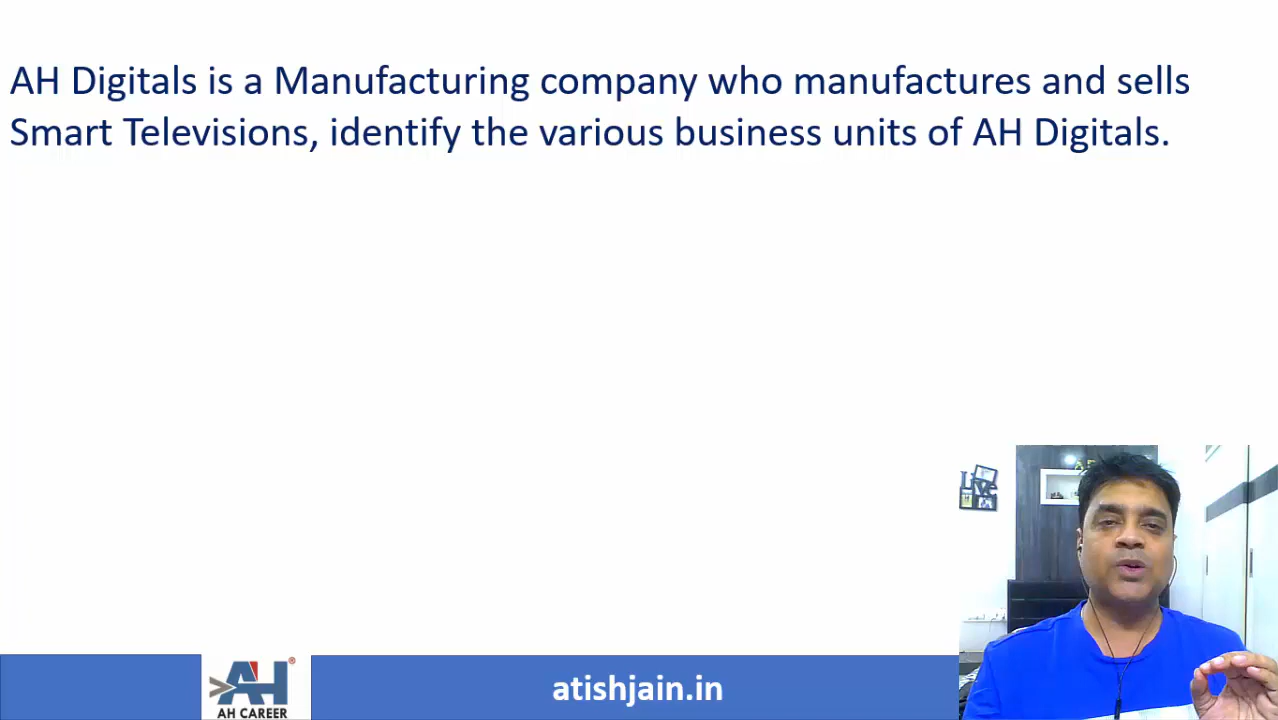 AH Digitals is a Manufacturing company who manufactures and sells
Smart Televisions, identify the various business units of AH Digitals.
AH
®
AH CAREER
atishjain.in